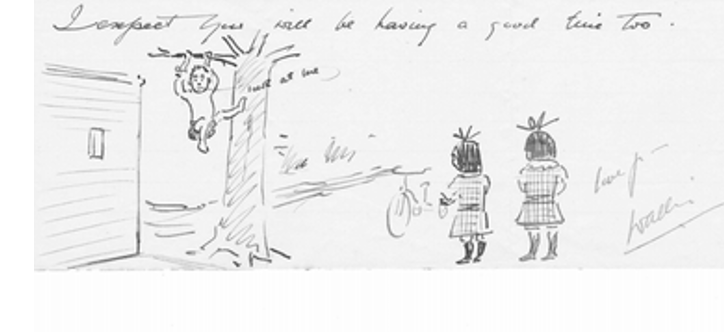 I expect you will be having a good time too.
look at me
love from